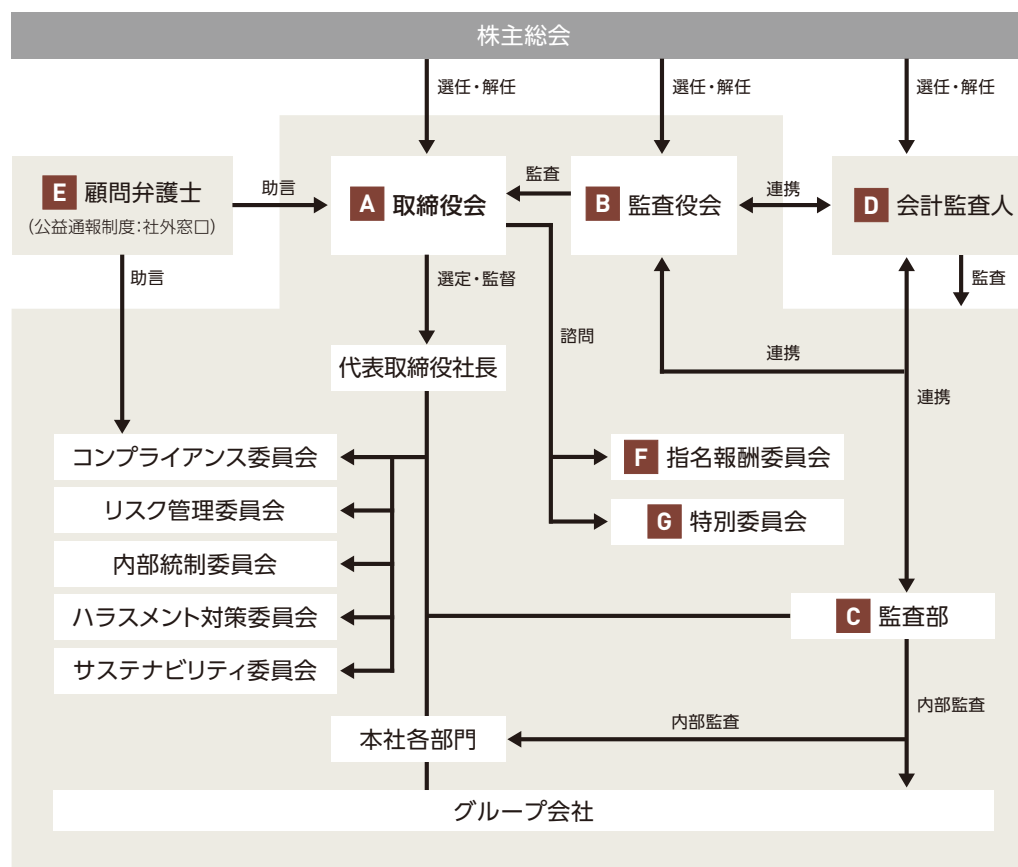 株主総会
選任・解任
選任・解任
選任・解任
E 顧問弁護士
(公益通報制度:社外窓口)
助言
A 取締役会
監査
B 監査役会
連携
D 会計監査人
助言
選定・監督
監査
諮問
代表取締役社長
連携
連携
コンプライアンス委員会
F 指名報酬委員会
リスク管理委員会
G 特別委員会
内部統制委員会
ハラスメント対策委員会
C 監査部
サステナビリティ委員会
内部監査
内部監査
本社各部門
グループ会社